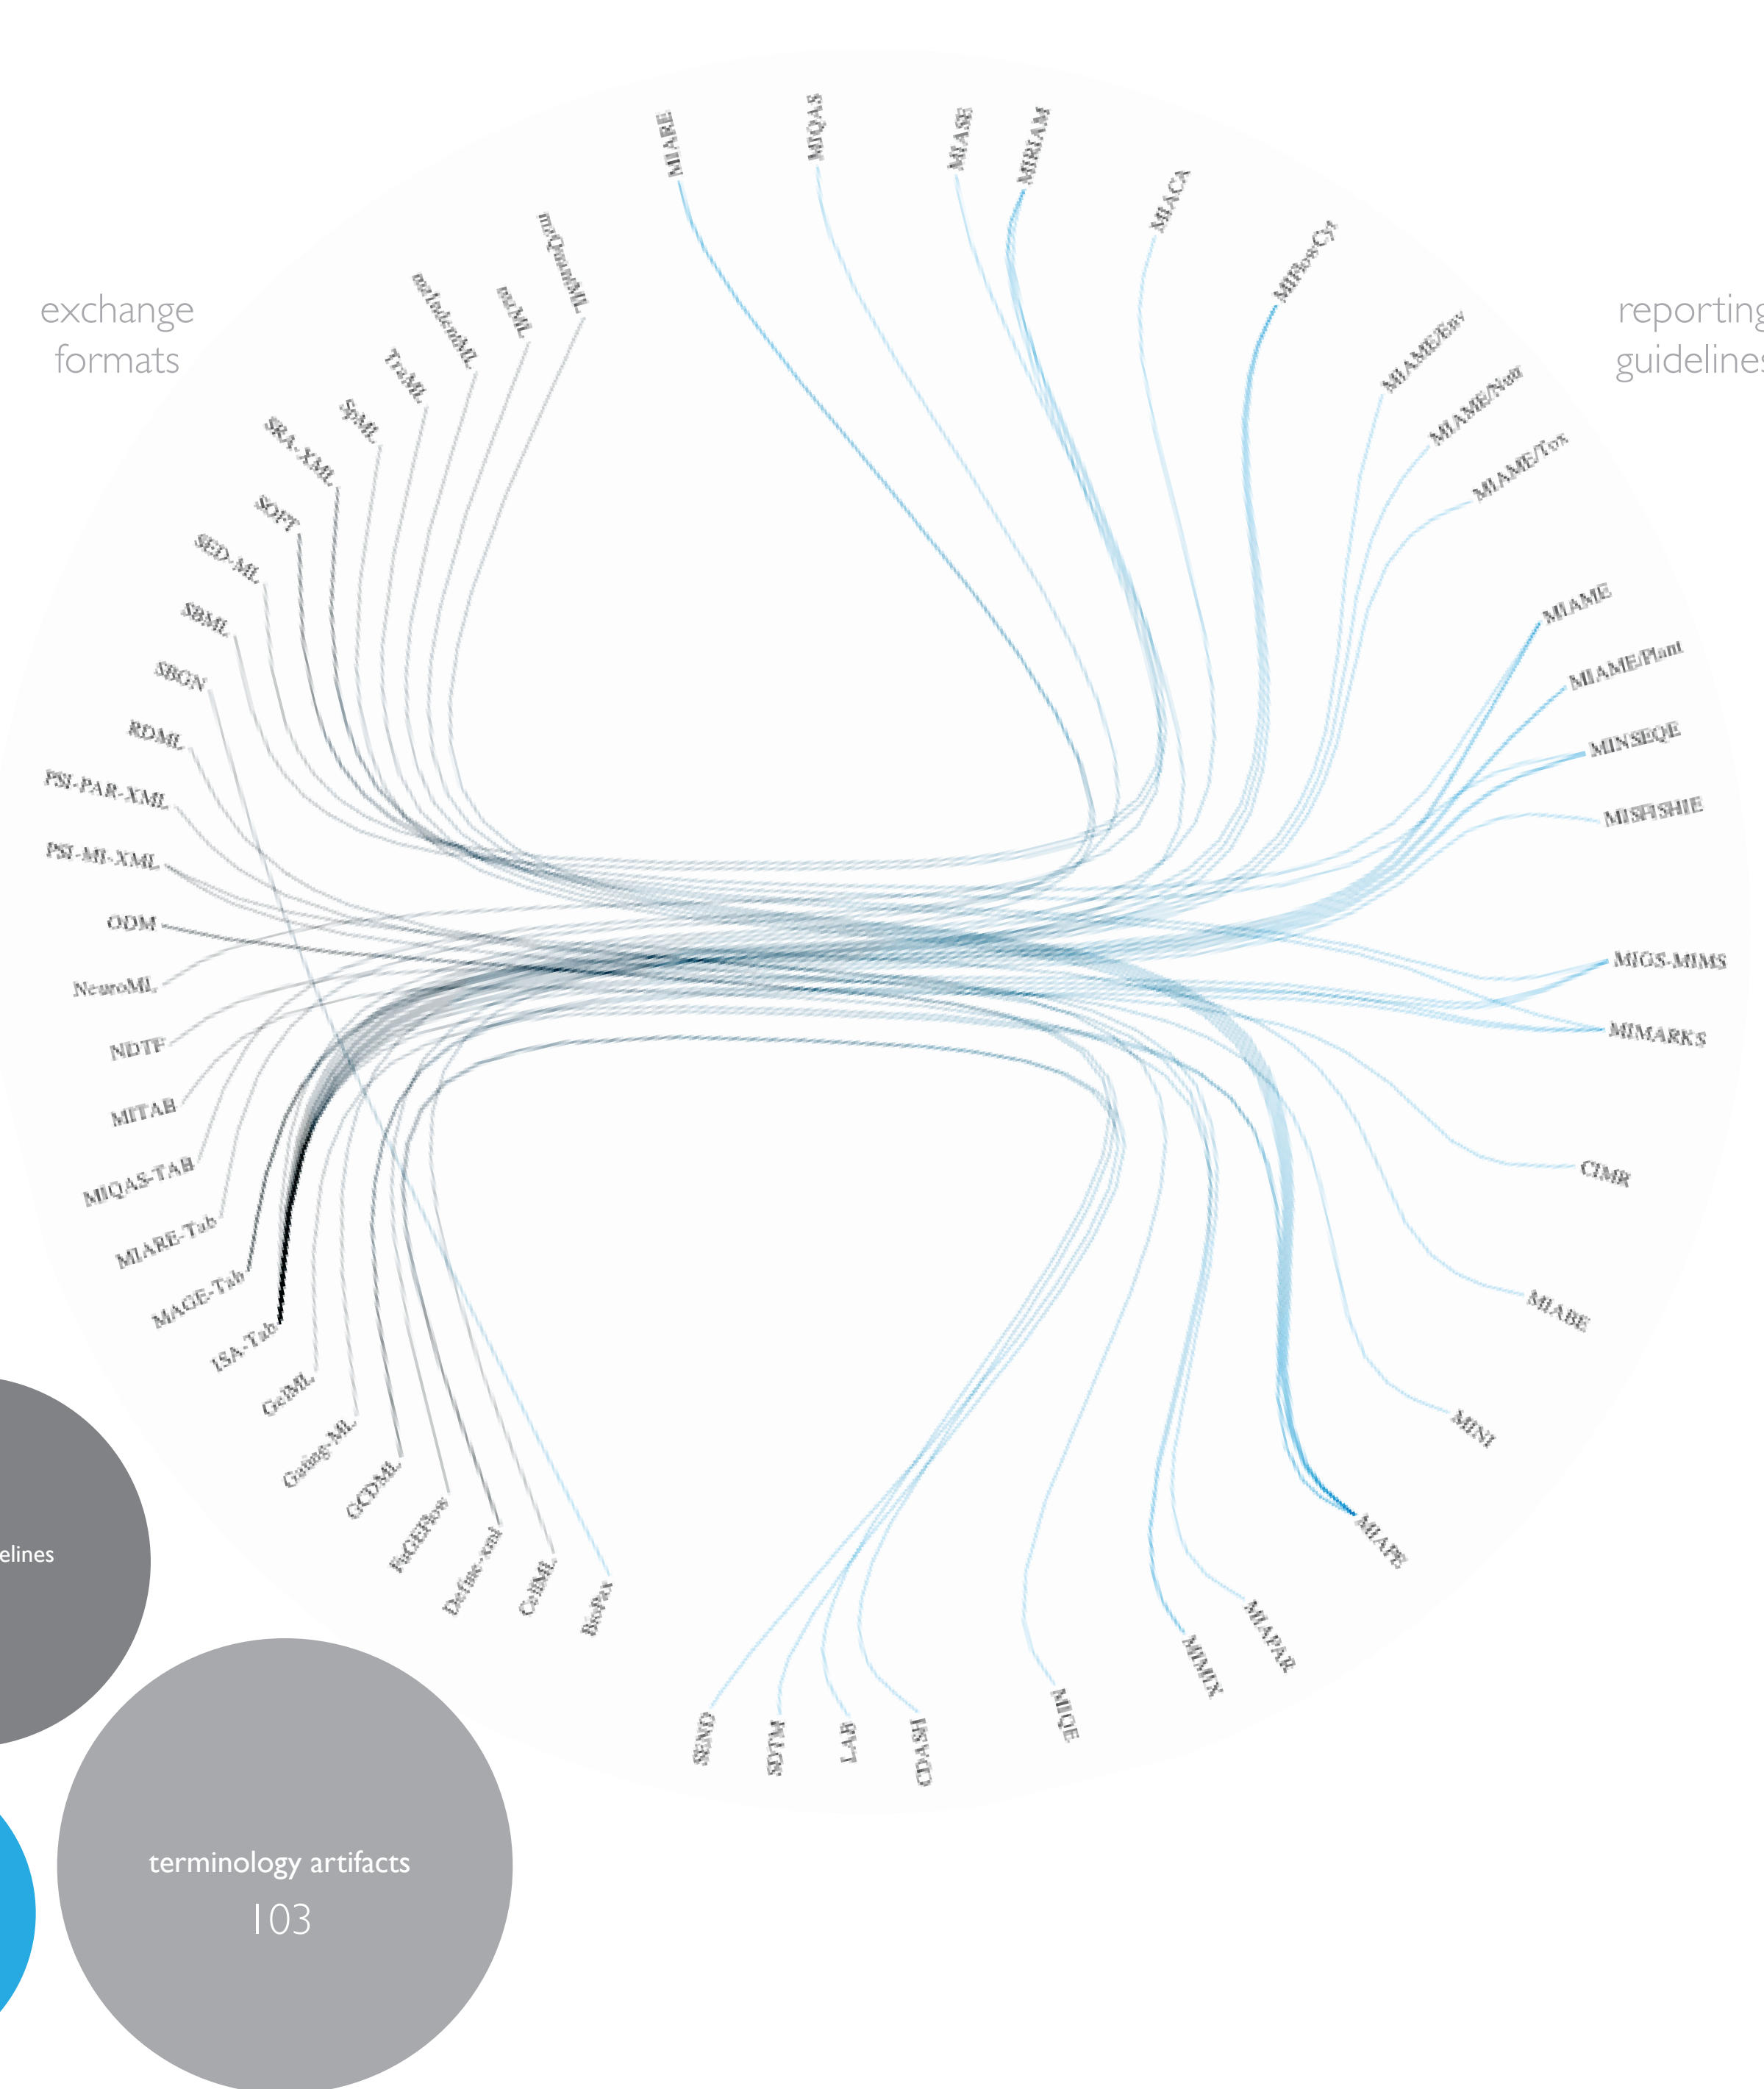 exchange
formats
reporting
guidelines
MIARE
MIQAS
MIASE
MIRIAM
MIACA
MIFlowCyt
MIAME/Env
MIAME/Nutr
MIAME/Tox
MIAME
MIAME/Plant
MINSEQE
MISFISHIE
MIGS-MIMS
MIMARKS
CIMR
MIABE
MINI
MIAPE
MIAPAR
MIMIX
MIQE
CDASH
LAB
SDTM
SEND
BioPax
CellML
Define-xml
FuGEFlow
GCDML
Gating-ML
GelML
ISA-Tab
MAGE-Tab
MIARE-Tab
MIQAS-TAB
MITAB
NDTF
NeuroML
ODM
PSI-MI-XML
PSI-PAR-XML
RDML
SBGN
SBML
SED-ML
SOFT
SRA-XML
SpML
TraML
mzIndentML
mzML
mzQuantML
elines
terminology artifacts
103